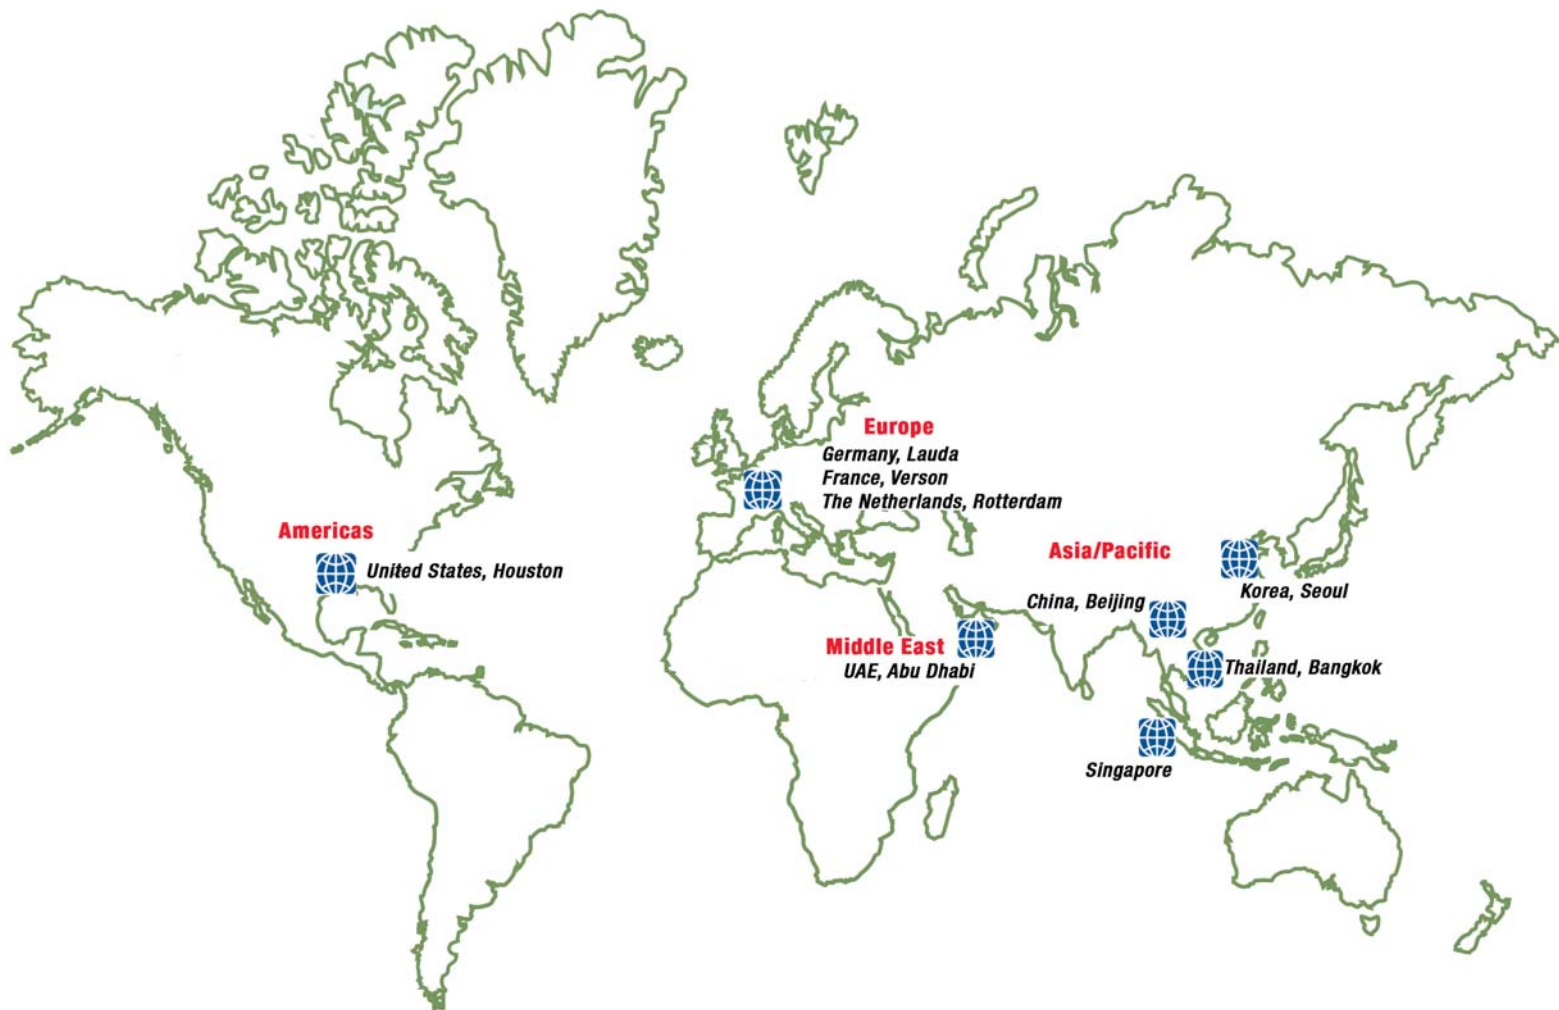 Europe
Germany, Lauda
France, Verson
The Netherlands, Rotterdam
Americas
United States, Houston
Asia/Pacific
Korea, Seoul
China, Beijing
Middle East
UAE, Abu Dhabi
Thailand, Bangkok
Singapore